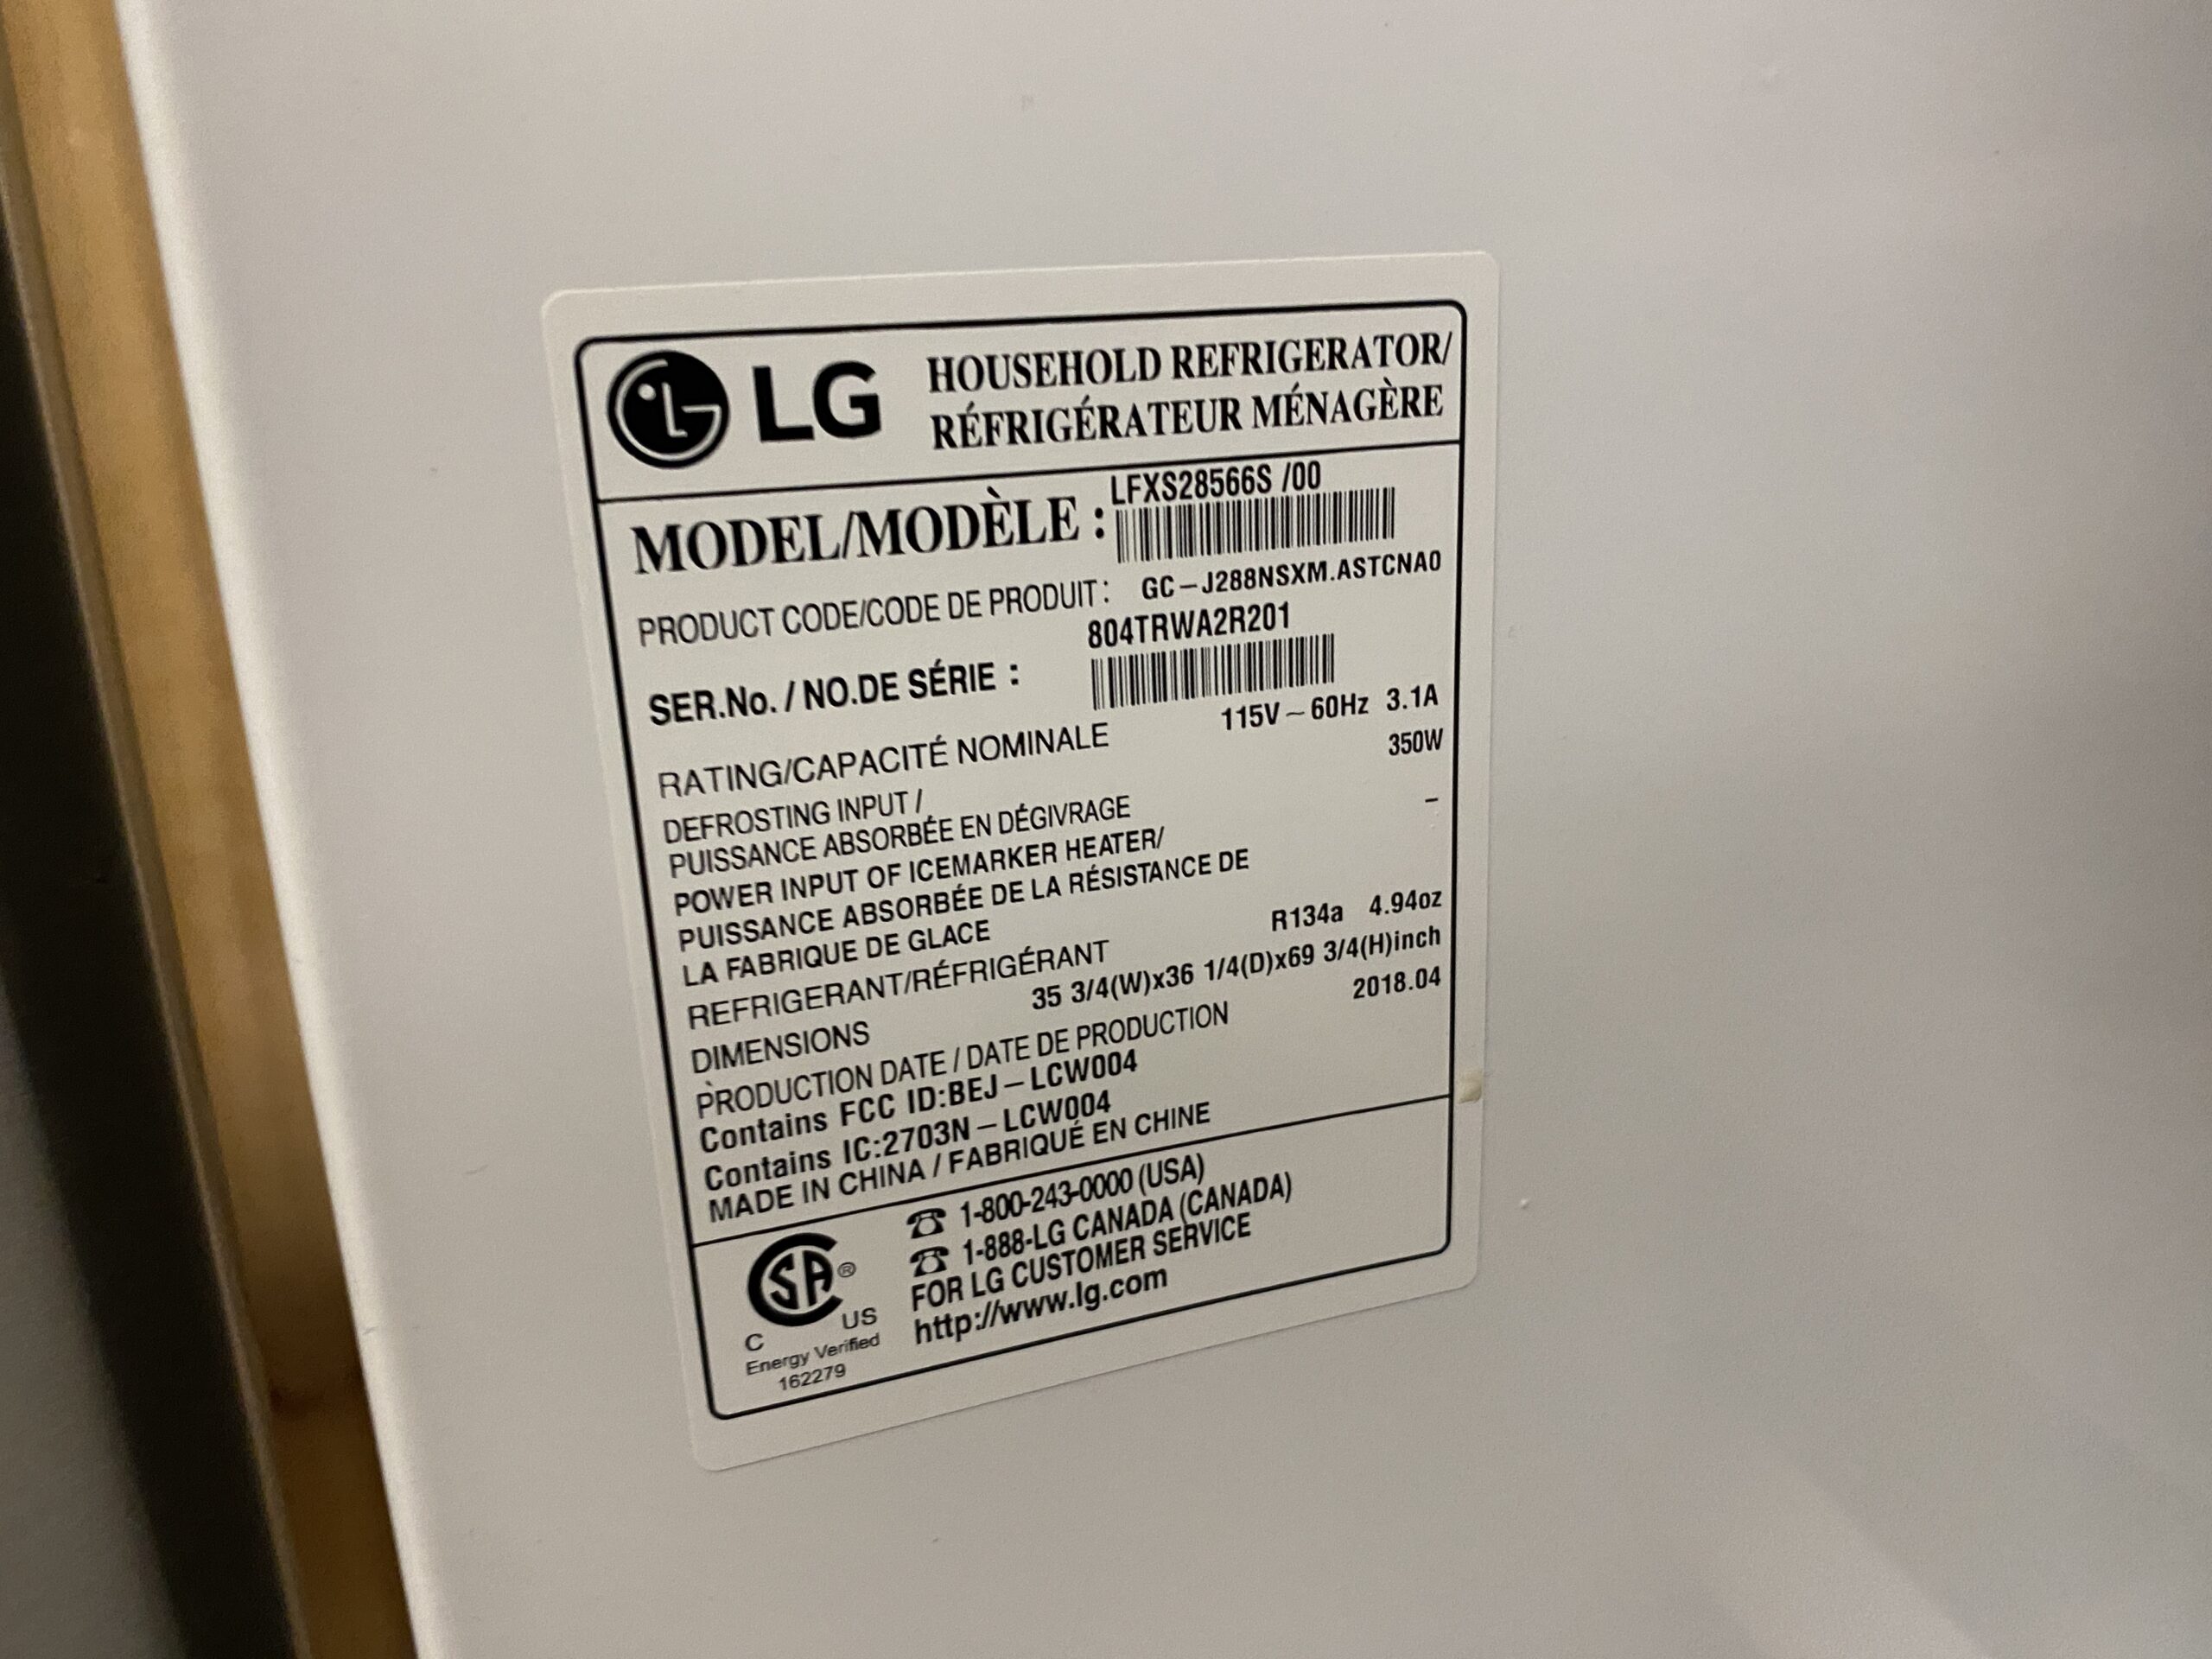 LG HOUSEHOLD REFRIGERATOR/
RÉFRIGÉRATEUR MÉNAGÈRE
MODEL/MODÈLE : LFXS28566S /00
PRODUCT CODE/CODE DE PRODUIT : GC-J288NSXM.ASTCNA0
SER.No. / NO.DE SÉRIE : 804TRWA2R201
RATING/CAPACITÉ NOMINALE 115V~60Hz 3.1A
DEFROSTING INPUT / 350W
PUISSANCE ABSORBÉE EN DÉGIVRAGE
POWER INPUT OF ICEMARKER HEATER/ -
PUISSANCE ABSORBÉE DE LA RÉSISTANCE DE
LA FABRIQUE DE GLACE
REFRIGERANT/RÉFRIGÉRANT R134a 4.94oz
DIMENSIONS 35 3/4(W)x36 1/4(D)x69 3/4(H)inch
PRODUCTION DATE / DATE DE PRODUCTION 2018.04
Contains FCC ID:BEJ-LCW004
Contains IC:2703N-LCW004
MADE IN CHINA / FABRIQUÉ EN CHINE
1-800-243-0000 (USA)
1-888-LG CANADA (CANADA)
FOR LG CUSTOMER SERVICE
http://www.lg.com
CSA ®
C US
Energy Verified
162279